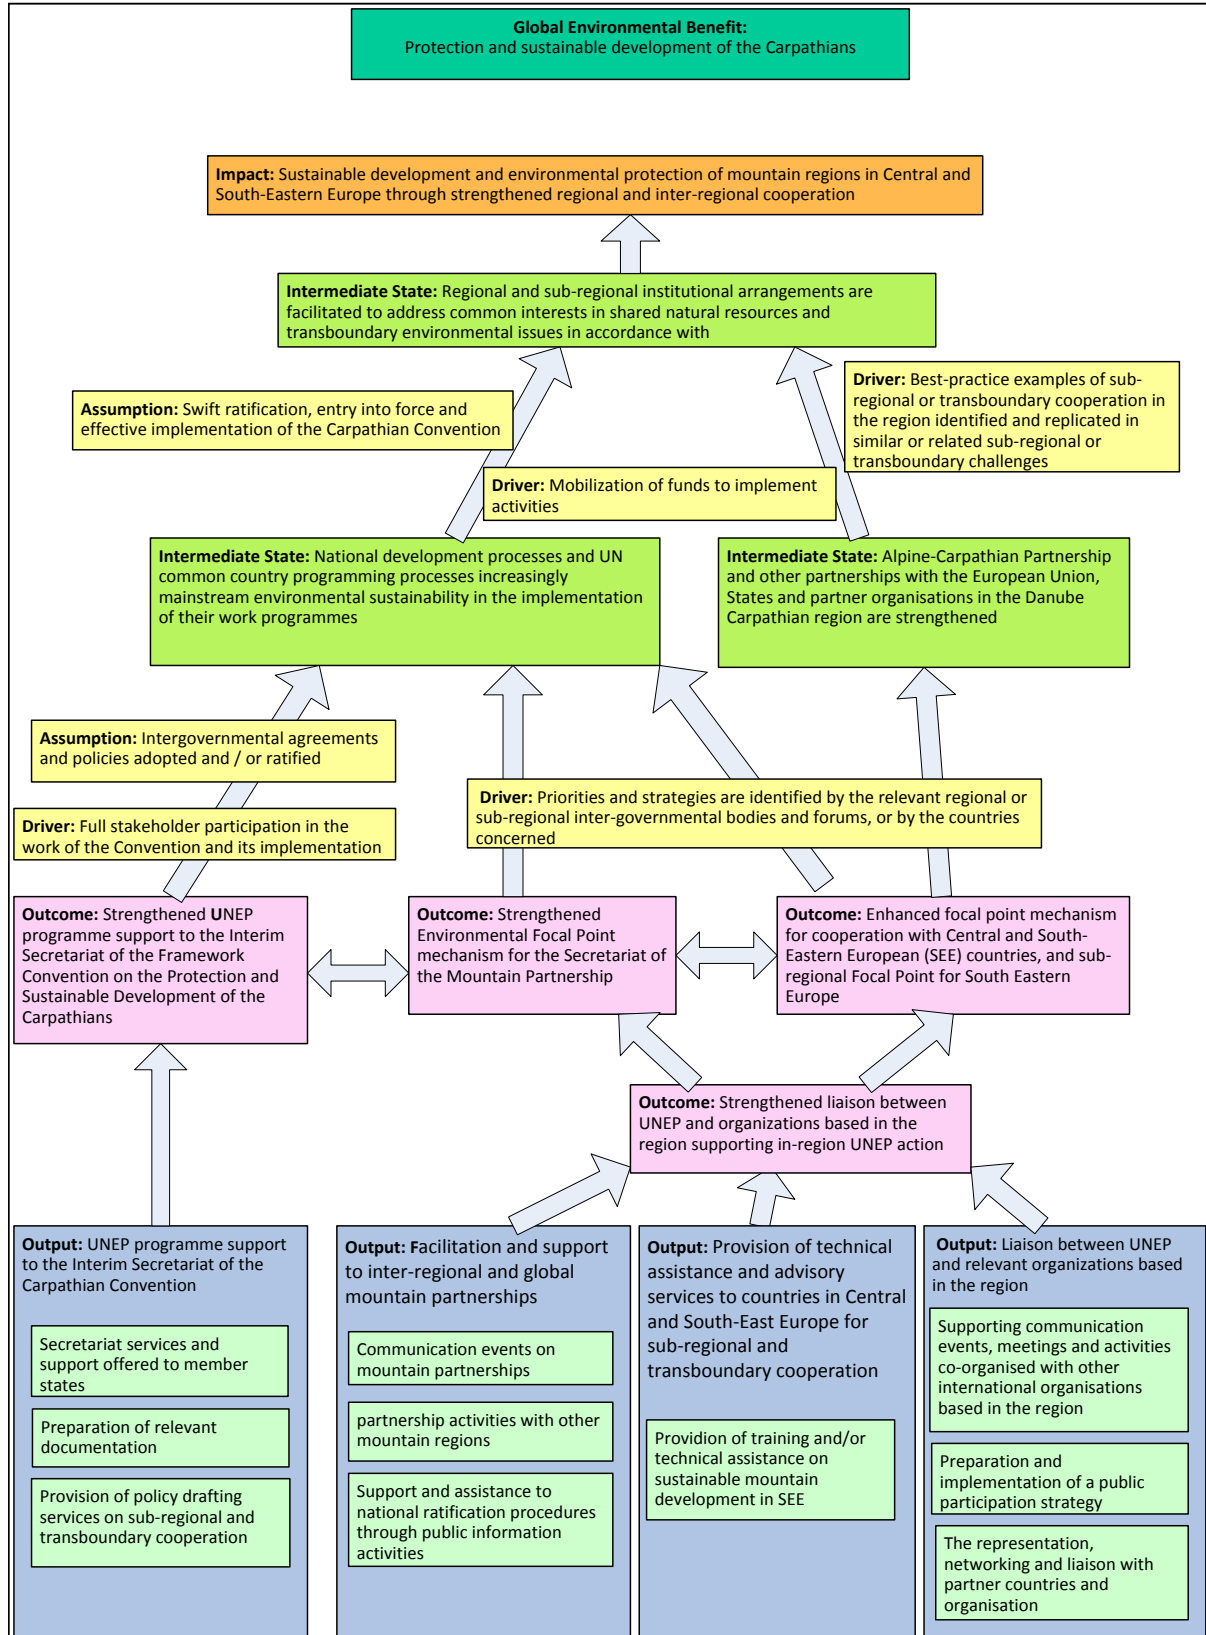 Global Environmental Benefit:
Protection and sustainable development of the Carpathians
Impact: Sustainable development and environmental protection of mountain regions in Central and
South-Eastern Europe through strengthened regional and inter-regional cooperation
Intermediate State: Regional and sub-regional institutional arrangements are
facilitated to address common interests in shared natural resources and
transboundary environmental issues in accordance with
Assumption: Swift ratification, entry into force and
effective implementation of the Carpathian Convention
Driver: Best-practice examples of sub-
regional or transboundary cooperation in
the region identified and replicated in
similar or related sub-regional or
transboundary challenges
Driver: Mobilization of funds to implement
activities
Intermediate State: National development processes and UN
common country programming processes increasingly
mainstream environmental sustainability in the implementation
of their work programmes
Intermediate State: Alpine-Carpathian Partnership
and other partnerships with the European Union,
States and partner organisations in the Danube
Carpathian region are strengthened
Assumption: Intergovernmental agreements
and policies adopted and / or ratified
Driver: Full stakeholder participation in the
work of the Convention and its implementation
Driver: Priorities and strategies are identified by the relevant regional or
sub-regional inter-governmental bodies and forums, or by the countries
concerned
Outcome: Strengthened UNEP
programme support to the Interim
Secretariat of the Framework
Convention on the Protection and
Sustainable Development of the
Carpathians
Outcome: Strengthened
Environmental Focal Point
mechanism for the Secretariat of
the Mountain Partnership
Outcome: Enhanced focal point mechanism
for cooperation with Central and South-
Eastern European (SEE) countries, and sub-
regional Focal Point for South Eastern
Europe
Outcome: Strengthened liaison between
UNEP and organizations based in the
region supporting in-region UNEP action
Output: UNEP programme support
to the Interim Secretariat of the
Carpathian Convention
Secretariat services and
support offered to member
states
Preparation of relevant
documentation
Provision of policy drafting
services on sub-regional and
transboundary cooperation
Output: Facilitation and support
to inter-regional and global
mountain partnerships
Communication events on
mountain partnerships
partnership activities with other
mountain regions
Support and assistance to
national ratification procedures
through public information
activities
Output: Provision of technical
assistance and advisory
services to countries in Central
and South-East Europe for
sub-regional and
transboundary cooperation
Providion of training and/or
technical assistance on
sustainable mountain
development in SEE
Output: Liaison between UNEP
and relevant organizations based
in the region
Supporting communication
events, meetings and activities
co-organised with other
international organisations
based in the region
Preparation and
implementation of a public
participation strategy
The representation,
networking and liaison with
partner countries and
organisation